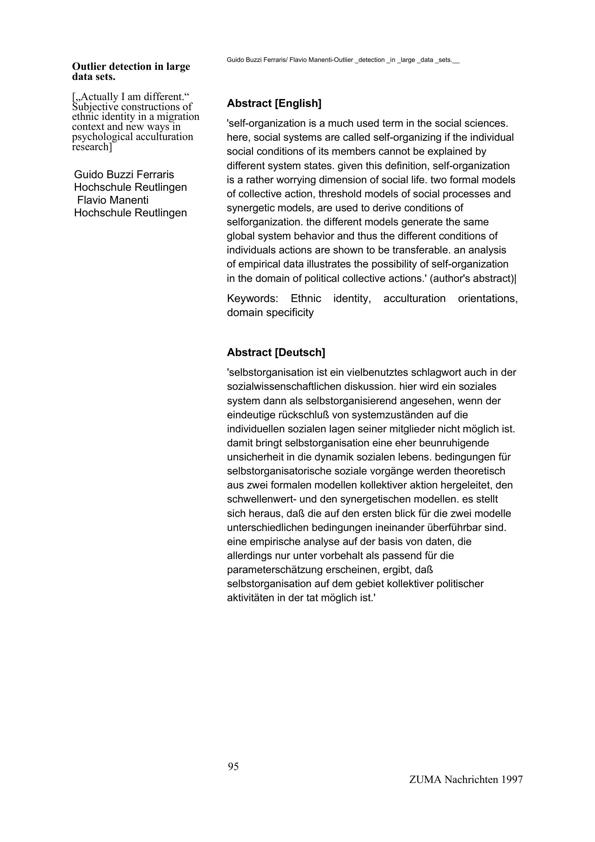 Guido Buzzi Ferraris/ Flavio Manenti-Outlier _detection _in _large _data _sets.__
Outlier detection in large
data sets.
[„Actually I am different.“
Subjective constructions of
ethnic identity in a migration
context and new ways in
psychological acculturation
research]
Guido Buzzi Ferraris
Hochschule Reutlingen
Flavio Manenti
Hochschule Reutlingen
Abstract [English]
'self-organization is a much used term in the social sciences.
here, social systems are called self-organizing if the individual
social conditions of its members cannot be explained by
different system states. given this definition, self-organization
is a rather worrying dimension of social life. two formal models
of collective action, threshold models of social processes and
synergetic models, are used to derive conditions of
selforganization. the different models generate the same
global system behavior and thus the different conditions of
individuals actions are shown to be transferable. an analysis
of empirical data illustrates the possibility of self-organization
in the domain of political collective actions.' (author's abstract)|
Keywords: Ethnic identity, acculturation orientations,
domain specificity
Abstract [Deutsch]
'selbstorganisation ist ein vielbenutztes schlagwort auch in der
sozialwissenschaftlichen diskussion. hier wird ein soziales
system dann als selbstorganisierend angesehen, wenn der
eindeutige rückschluß von systemzuständen auf die
individuellen sozialen lagen seiner mitglieder nicht möglich ist.
damit bringt selbstorganisation eine eher beunruhigende
unsicherheit in die dynamik sozialen lebens. bedingungen für
selbstorganisatorische soziale vorgänge werden theoretisch
aus zwei formalen modellen kollektiver aktion hergeleitet, den
schwellenwert- und den synergetischen modellen. es stellt
sich heraus, daß die auf den ersten blick für die zwei modelle
unterschiedlichen bedingungen ineinander überführbar sind.
eine empirische analyse auf der basis von daten, die
allerdings nur unter vorbehalt als passend für die
parameterschätzung erscheinen, ergibt, daß
selbstorganisation auf dem gebiet kollektiver politischer
aktivitäten in der tat möglich ist.'
95
ZUMA Nachrichten 1997